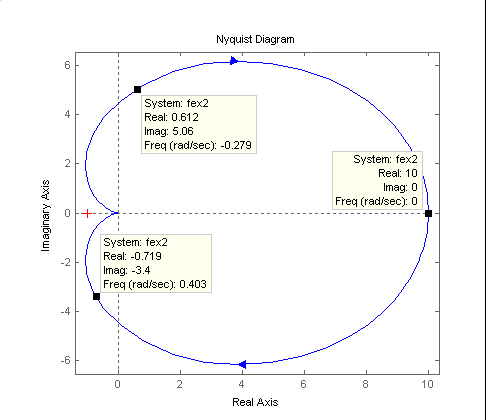 Nyquist Diagram
6
4
2
0
-2
-4
-6
Imaginary Axis
System: fex2
Real: 0.612
Imag: 5.06
Freq (rad/sec): -0.279
System: fex2
Real: 10
Imag: 0
Freq (rad/sec): 0
System: fex2
Real: -0.719
Imag: -3.4
Freq (rad/sec): 0.403
0 2 4 6 8 10
Real Axis